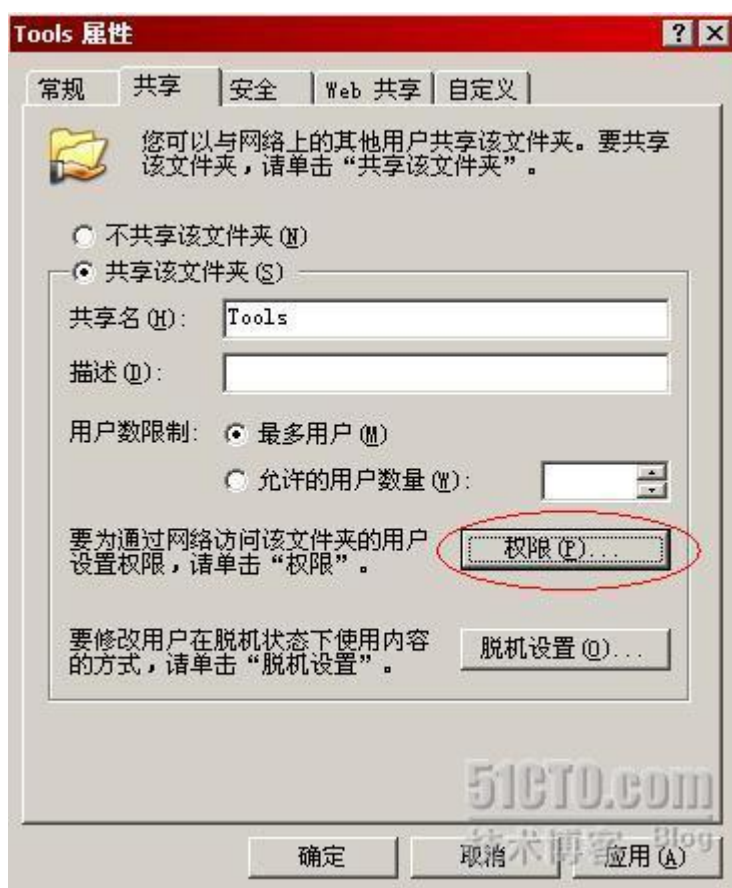 Tools 属性
常规 共享 安全 Web 共享 自定义
您可以与网络上的其他用户共享该文件夹。要共享
该文件夹，请单击“共享该文件夹”。
不共享该文件夹(N)
共享该文件夹(S)
共享名(H): Tools
描述(D):
用户数限制: 最多用户(M)
允许的用户数量(W):
要为通过网络访问该文件夹的用户
设置权限，请单击“权限”。
权限(P)...
要修改用户在脱机状态下使用内容
的方式，请单击“脱机设置”。
脱机设置(O)...
51CTO.com
技术博客 Blog
确定 取消 应用(A)